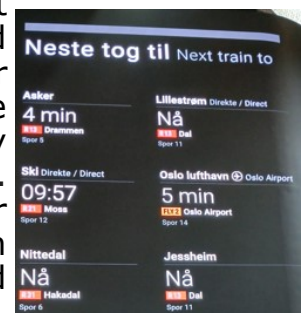 Neste tog til Next train to
Asker
4 min
R13 Drammen
Spor 5
Lillestrøm Direkte / Direct
Nå
R13 Dal
Spor 11
Ski Direkte / Direct
09:57
R21 Moss
Spor 12
Oslo lufthavn Oslo Airport
5 min
FLY2 Oslo Airport
Spor 14
Nittedal
Nå
R31 Hakadal
Spor 6
Jessheim
Nå
R13 Dal
Spor 11